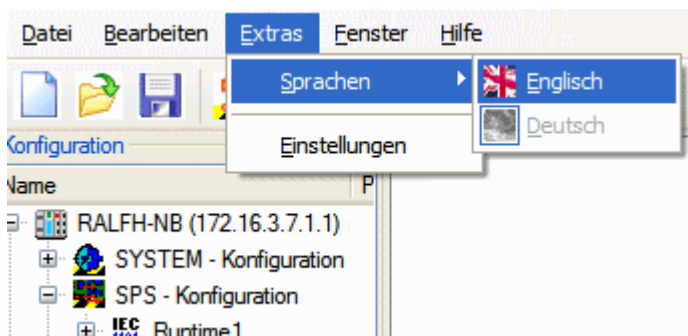 Datei Bearbeiten Extras Fenster Hilfe
Sprachen
Englisch
Deutsch
Einstellungen
Konfiguration
Name P
RALFH-NB (172.16.3.7.1.1)
SYSTEM - Konfiguration
SPS - Konfiguration
IEC Runtime1